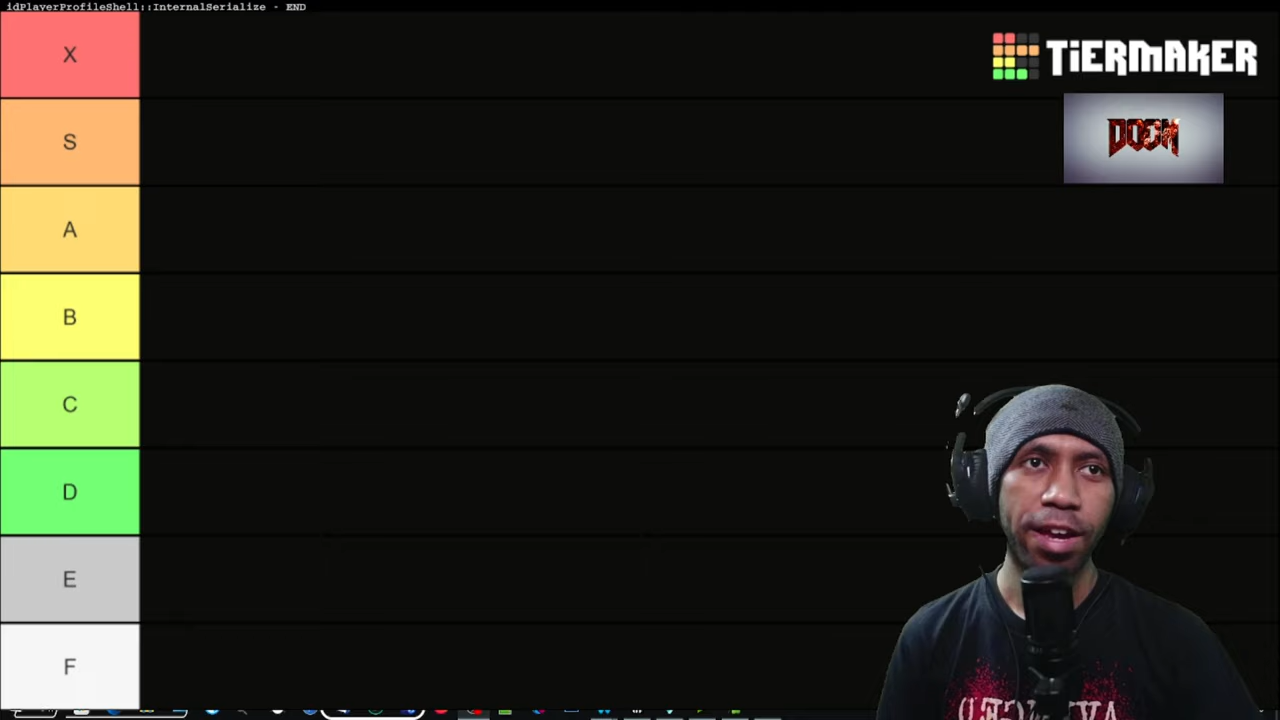 idPlayerProfileShell::InternalSerialize - END
X
TiERMAKER
S
DOOM
A
B
C
D
E
F